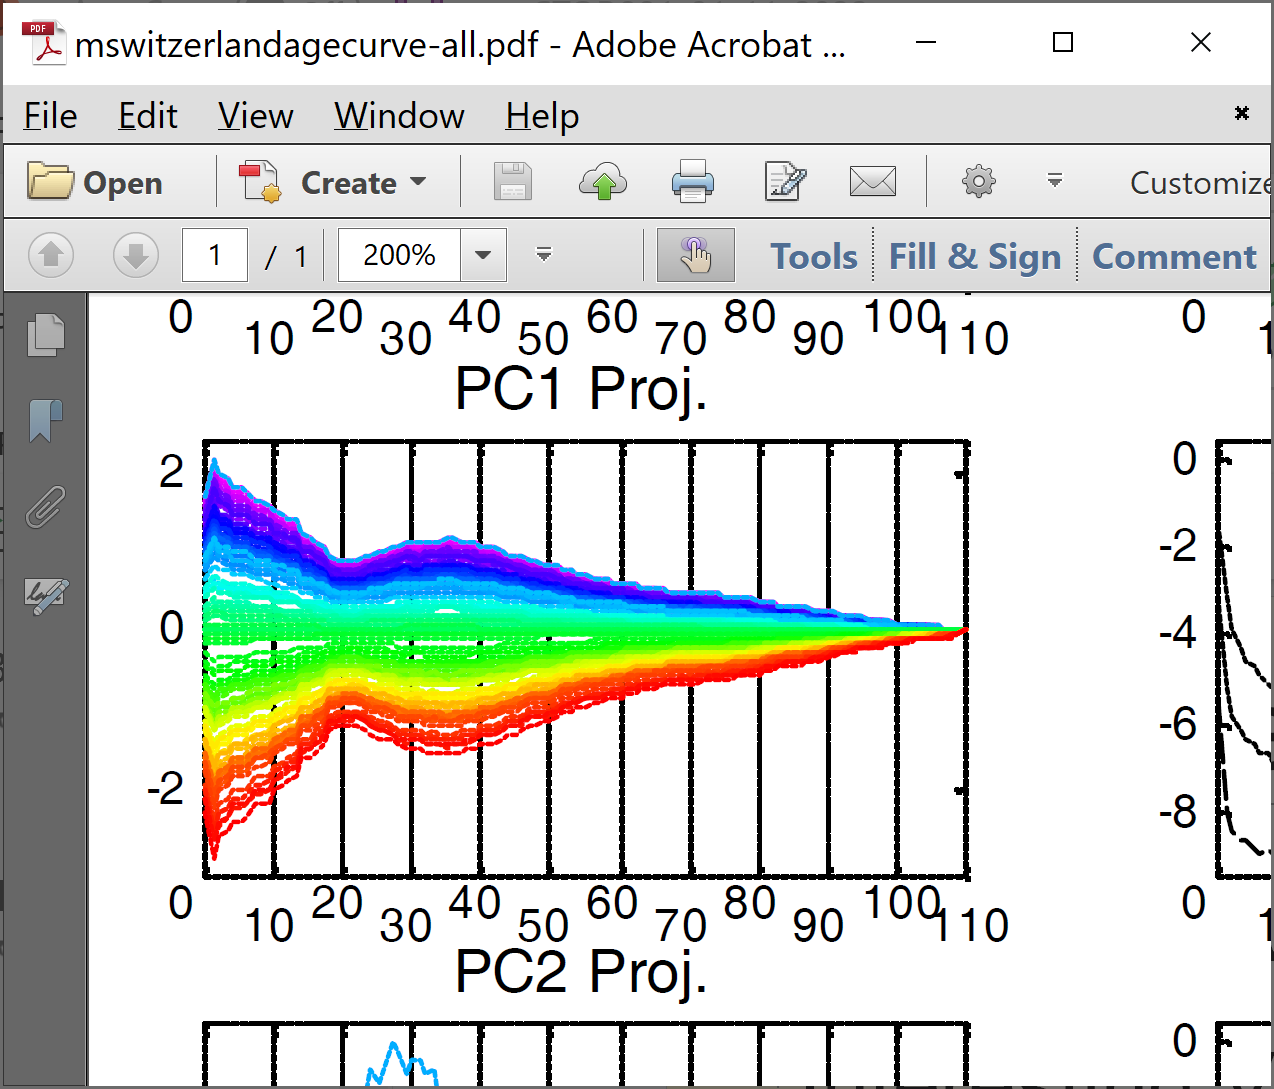 PDF
mswitzerlandagecurve-all.pdf - Adobe Acrobat ...
File Edit View Window Help
Open Create Customize
1 / 1 200% Tools Fill & Sign Comment
0 10 20 30 40 50 60 70 80 90 100 110 0
PC1 Proj.
2
0
-2
0 10 20 30 40 50 60 70 80 90 100 110
0
-2
-4
-6
-8
0
PC2 Proj.
0